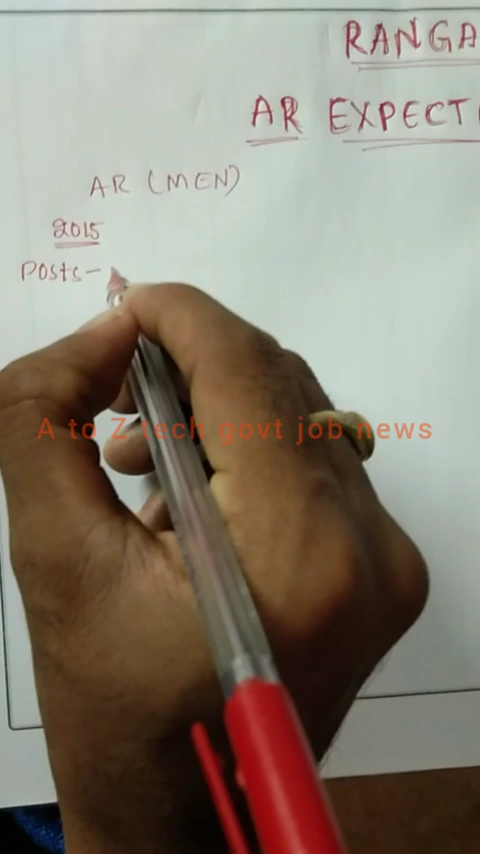 RANGA
AR EXPECT
AR (MEN)
2015
Posts-
A to Z tech govt job news